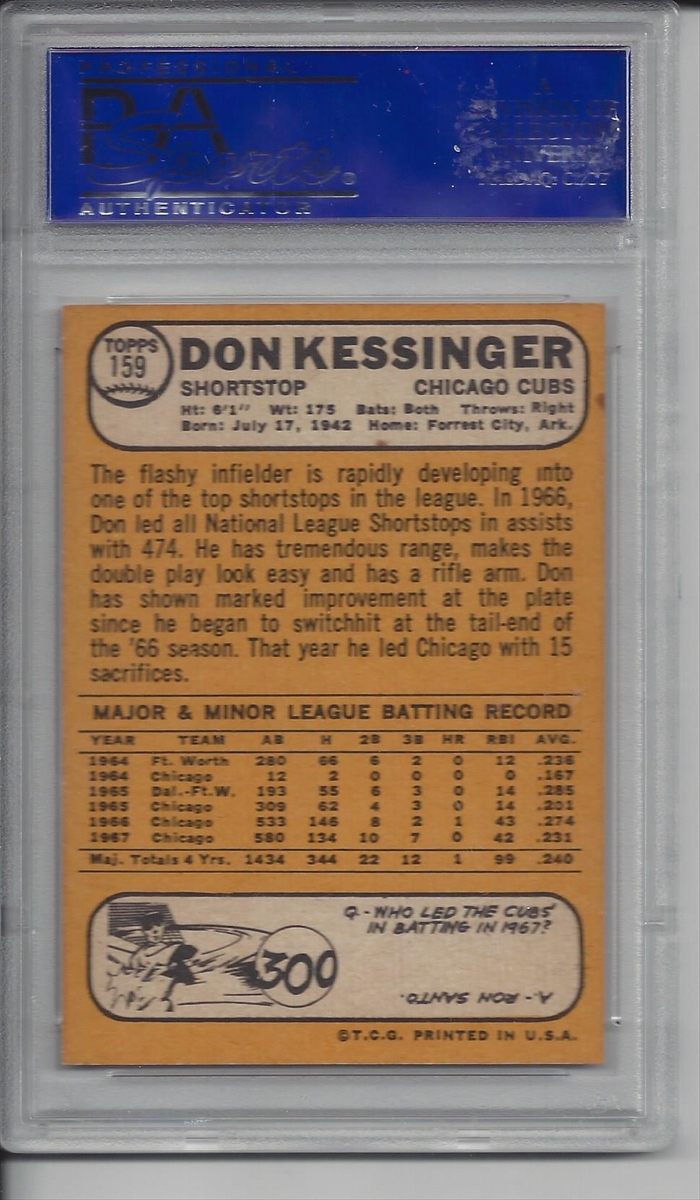 PROFESSIONAL
PSA
Sports
AUTHENTICATOR
A
DIVISION OF
COLLECTORS
UNIVERSE
NASDAQ: CLCT
TOPPS
159
DON KESSINGER
SHORTSTOP CHICAGO CUBS
Ht: 6'1" Wt: 175 Bats: Both Throws: Right
Born: July 17, 1942 Home: Forrest City, Ark.
The flashy infielder is rapidly developing into
one of the top shortstops in the league. In 1966,
Don led all National League Shortstops in assists
with 474. He has tremendous range, makes the
double play look easy and has a rifle arm. Don
has shown marked improvement at the plate
since he began to switchhit at the tail-end of
the '66 season. That year he led Chicago with 15
sacrifices.
MAJOR & MINOR LEAGUE BATTING RECORD
YEAR TEAM AB H 2B 3B HR RBI AVG.
1964 Ft. Worth 280 66 6 2 0 12 .236
1964 Chicago 12 2 0 0 0 0 .167
1965 Dal.-Ft.W. 193 55 6 3 0 14 .285
1965 Chicago 309 62 4 3 0 14 .201
1966 Chicago 533 146 8 2 1 43 .274
1967 Chicago 580 134 10 7 0 42 .231
Maj. Totals 4 Yrs. 1434 344 22 12 1 99 .240
Q.-WHO LED THE CUBS
IN BATTING IN 1967?
300
A.-RON SANTO.
©T.C.G. PRINTED IN U.S.A.